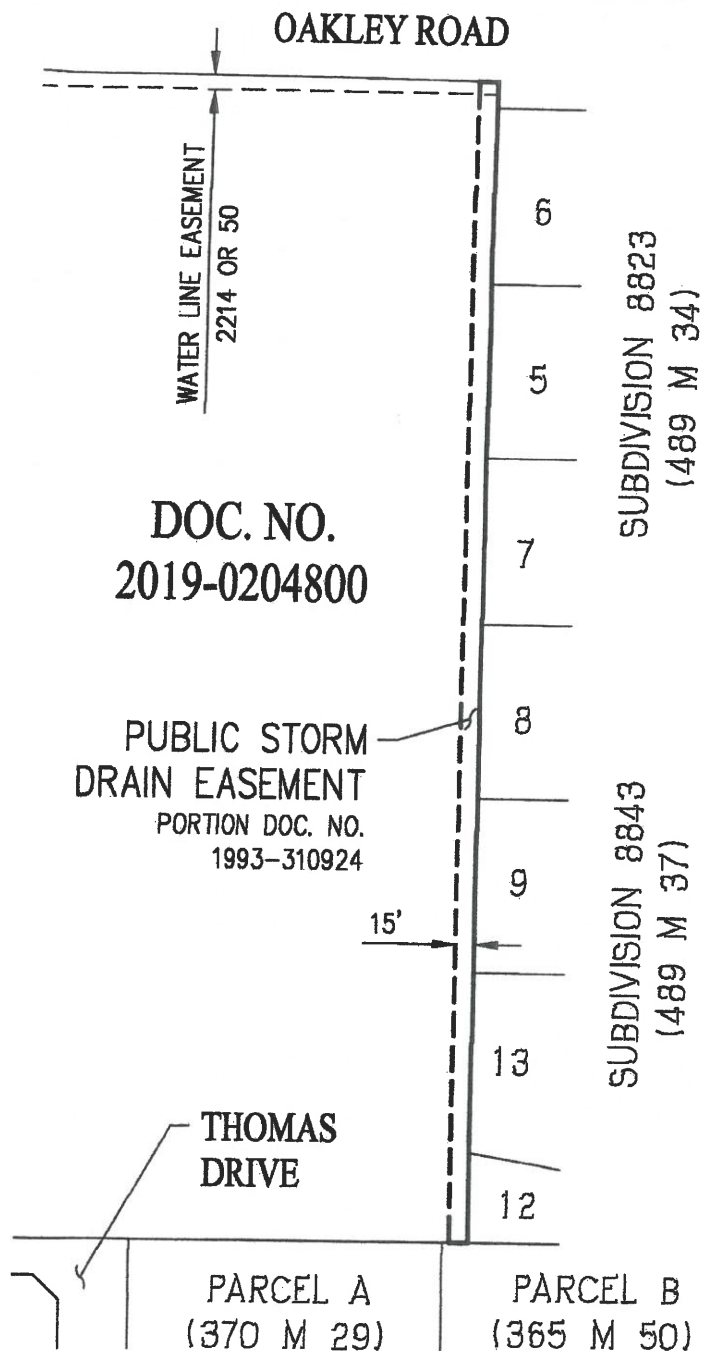 OAKLEY ROAD
WATER LINE EASEMENT
2214 OR 50
6
5
7
8
9
13
12
SUBDIVISION 8823
(489 M 34)
DOC. NO.
2019-0204800
PUBLIC STORM
DRAIN EASEMENT
PORTION DOC. NO.
1993-310924
15'
SUBDIVISION 8843
(489 M 37)
THOMAS
DRIVE
PARCEL A
(370 M 29)
PARCEL B
(365 M 50)